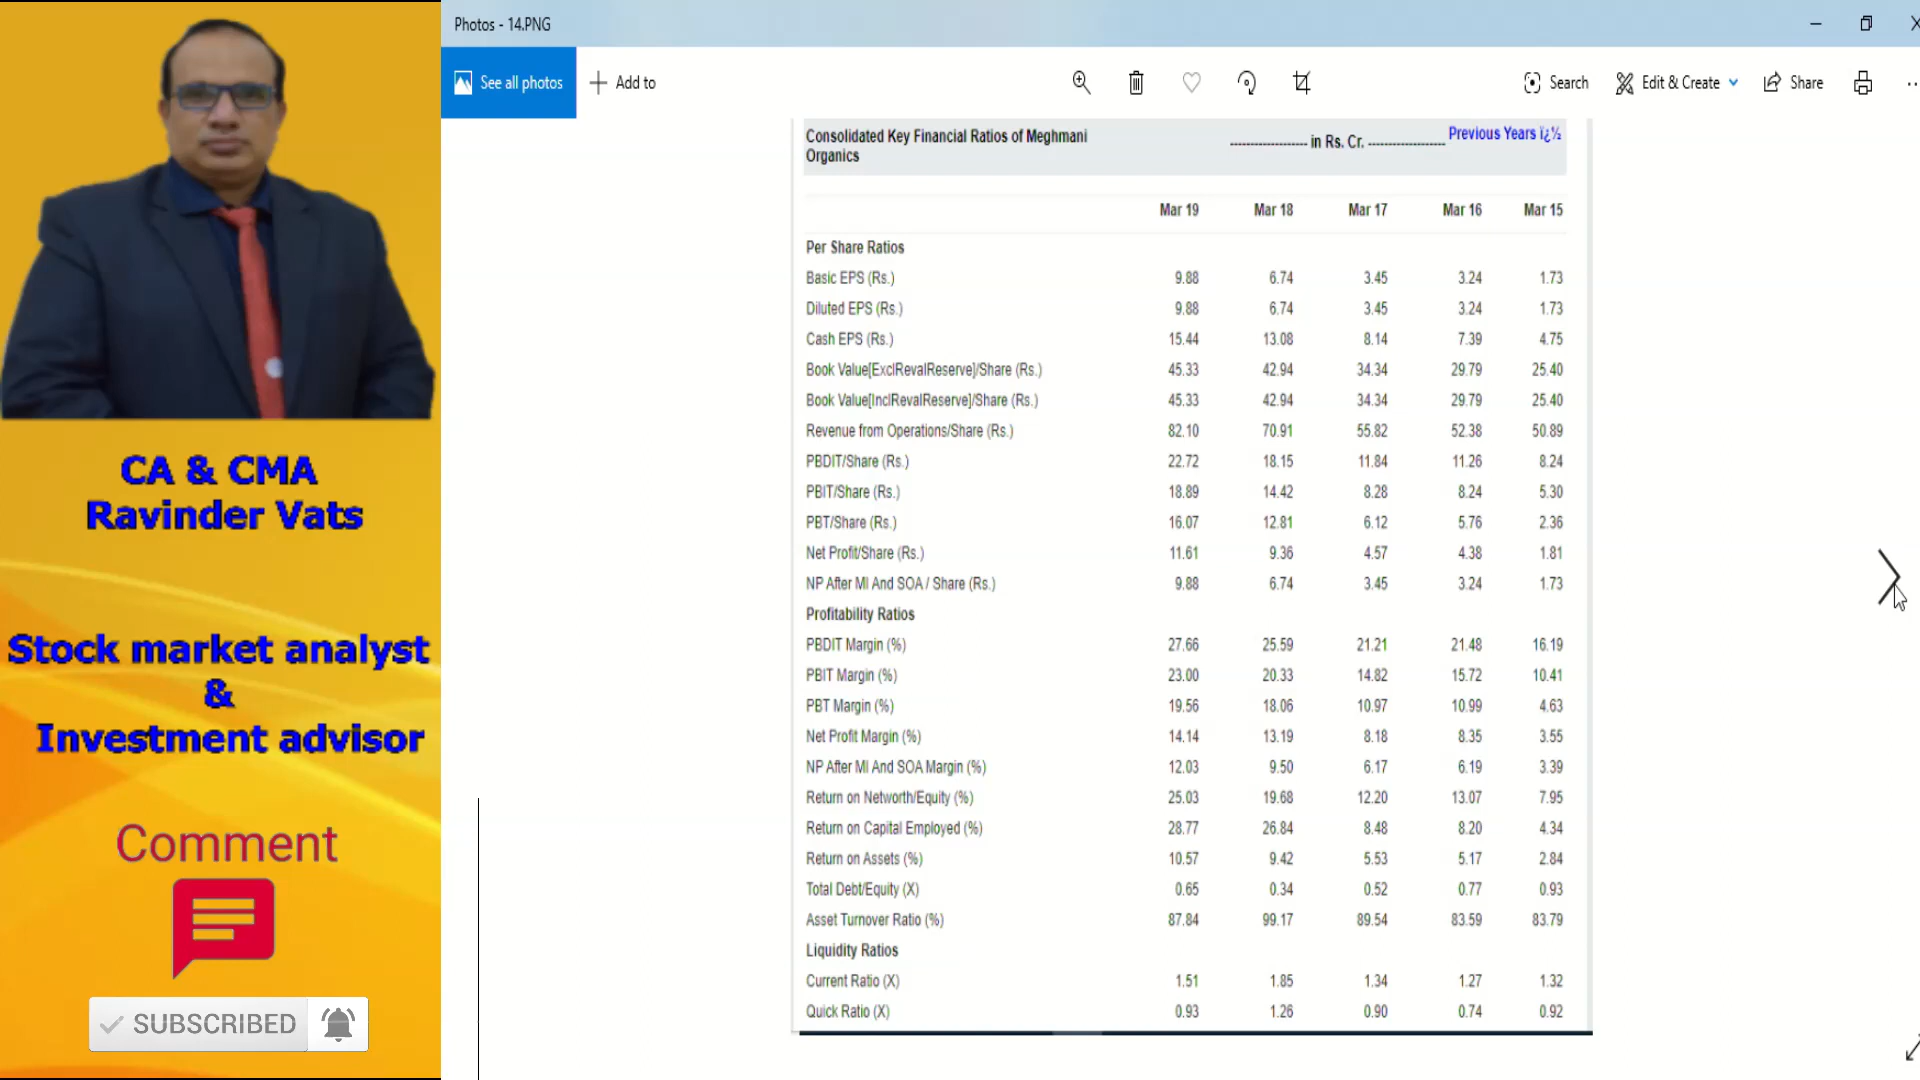 Photos - 14.PNG
See all photos
Add to
Search
Edit & Create
Share
CA & CMA
Ravinder Vats
Stock market analyst
&
Investment advisor
Comment
SUBSCRIBED
Consolidated Key Financial Ratios of Meghmani
Organics
------------------- in Rs. Cr. -------------------
Previous Years ï¿½
Mar 19 Mar 18 Mar 17 Mar 16 Mar 15
Per Share Ratios
Basic EPS (Rs.) 9.88 6.74 3.45 3.24 1.73
Diluted EPS (Rs.) 9.88 6.74 3.45 3.24 1.73
Cash EPS (Rs.) 15.44 13.08 8.14 7.39 4.75
Book Value[ExclRevalReserve]/Share (Rs.) 45.33 42.94 34.34 29.79 25.40
Book Value[InclRevalReserve]/Share (Rs.) 45.33 42.94 34.34 29.79 25.40
Revenue from Operations/Share (Rs.) 82.10 70.91 55.82 52.38 50.89
PBDIT/Share (Rs.) 22.72 18.15 11.84 11.26 8.24
PBIT/Share (Rs.) 18.89 14.42 8.28 8.24 5.30
PBT/Share (Rs.) 16.07 12.81 6.12 5.76 2.36
Net Profit/Share (Rs.) 11.61 9.36 4.57 4.38 1.81
NP After MI And SOA / Share (Rs.) 9.88 6.74 3.45 3.24 1.73
Profitability Ratios
PBDIT Margin (%) 27.66 25.59 21.21 21.48 16.19
PBIT Margin (%) 23.00 20.33 14.82 15.72 10.41
PBT Margin (%) 19.56 18.06 10.97 10.99 4.63
Net Profit Margin (%) 14.14 13.19 8.18 8.35 3.55
NP After MI And SOA Margin (%) 12.03 9.50 6.17 6.19 3.39
Return on Networth/Equity (%) 25.03 19.68 12.20 13.07 7.95
Return on Capital Employed (%) 28.77 26.84 8.48 8.20 4.34
Return on Assets (%) 10.57 9.42 5.53 5.17 2.84
Total Debt/Equity (X) 0.65 0.34 0.52 0.77 0.93
Asset Turnover Ratio (%) 87.84 99.17 89.54 83.59 83.79
Liquidity Ratios
Current Ratio (X) 1.51 1.85 1.34 1.27 1.32
Quick Ratio (X) 0.93 1.26 0.90 0.74 0.92